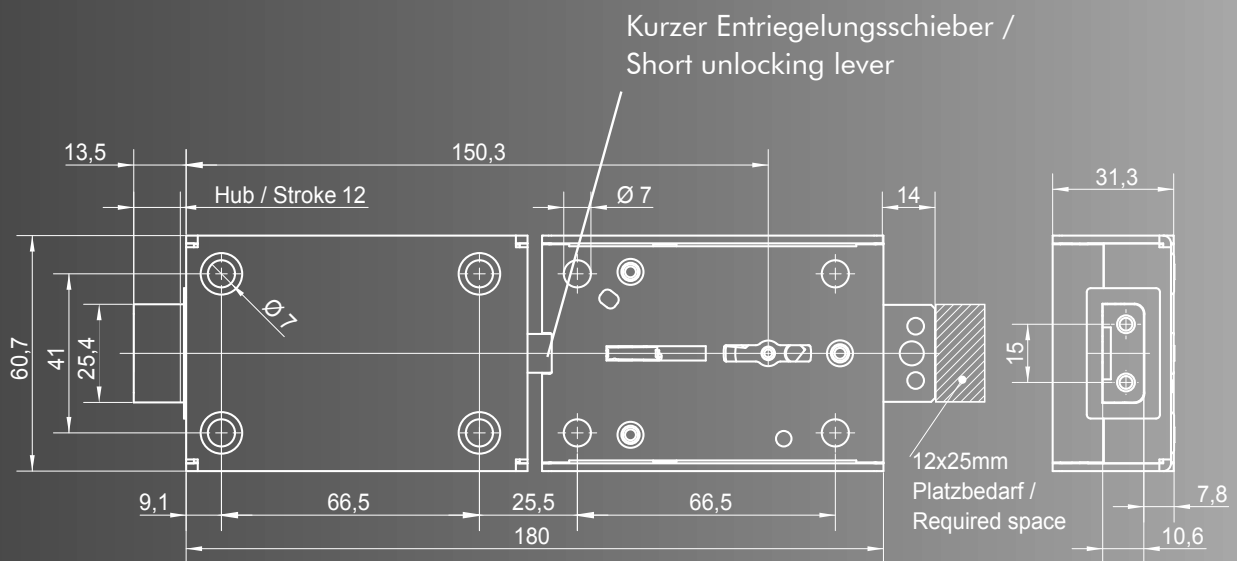 Kurzer Entriegelungsschieber /
Short unlocking lever
13,5
150,3
31,3
Hub / Stroke 12
Ø 7
14
Ø 7
60,7
41
25,4
15
12x25mm
Platzbedarf /
Required space
9,1
66,5
25,5
66,5
7,8
180
10,6